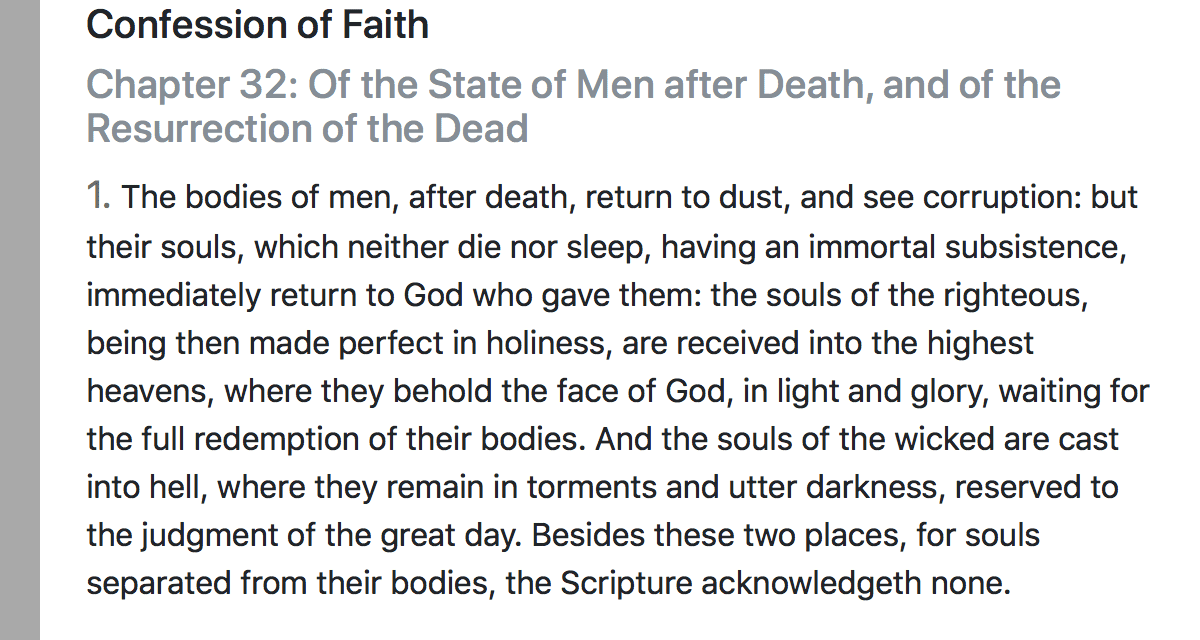 Confession of Faith
Chapter 32: Of the State of Men after Death, and of the
Resurrection of the Dead
1. The bodies of men, after death, return to dust, and see corruption: but
their souls, which neither die nor sleep, having an immortal subsistence,
immediately return to God who gave them: the souls of the righteous,
being then made perfect in holiness, are received into the highest
heavens, where they behold the face of God, in light and glory, waiting for
the full redemption of their bodies. And the souls of the wicked are cast
into hell, where they remain in torments and utter darkness, reserved to
the judgment of the great day. Besides these two places, for souls
separated from their bodies, the Scripture acknowledgeth none.